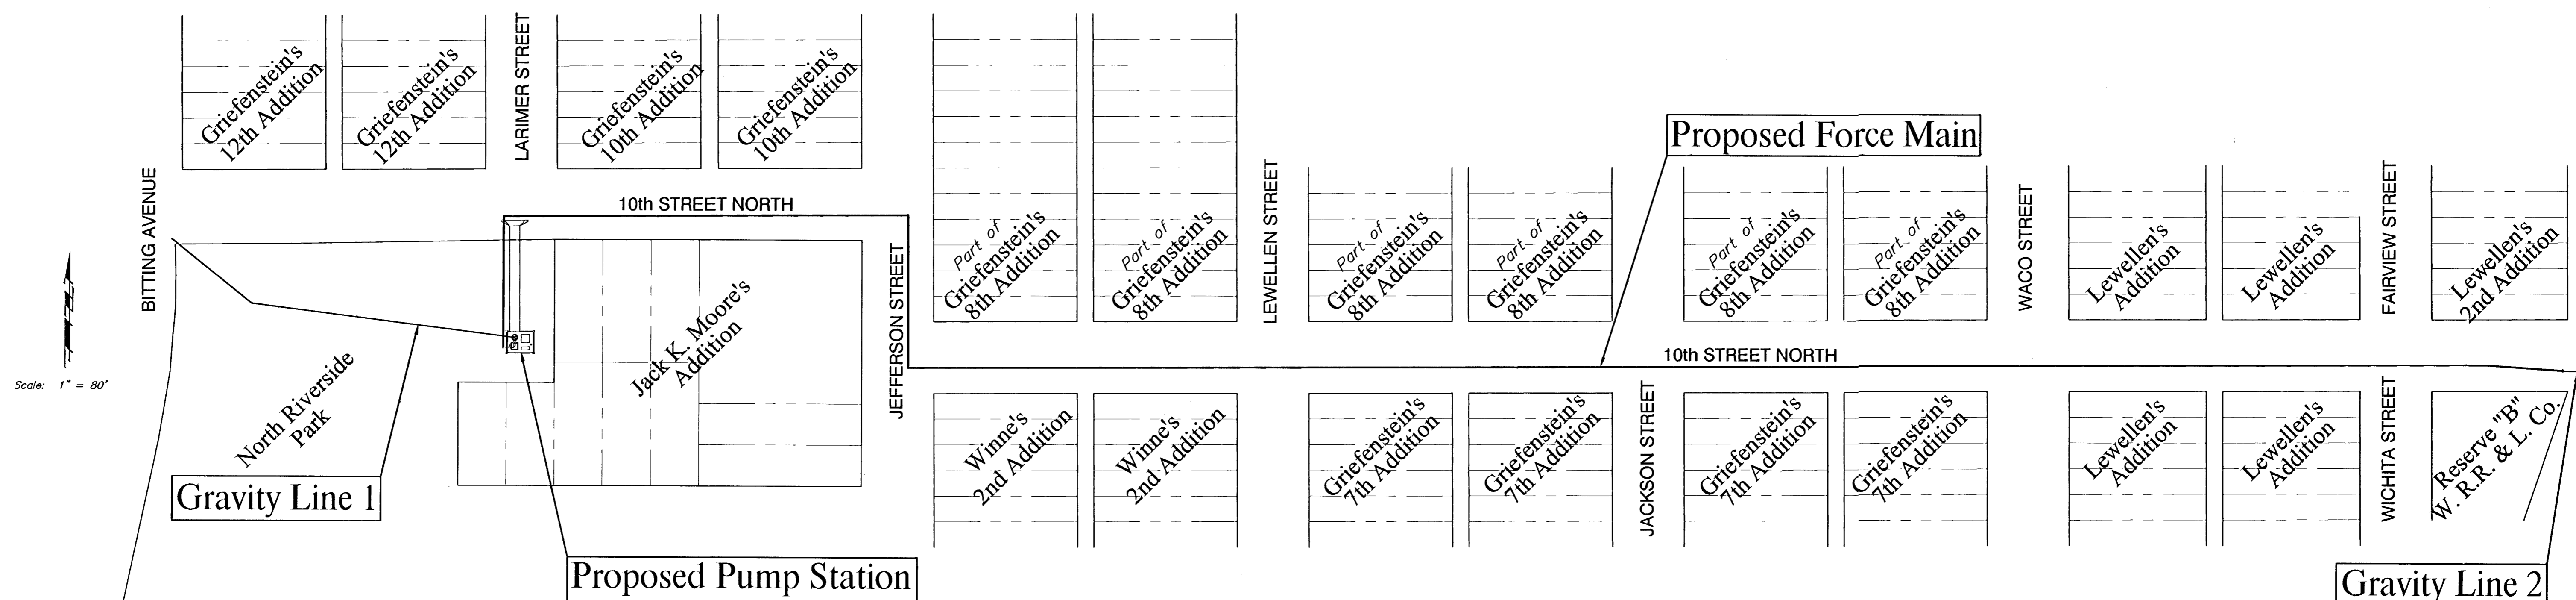 Griefenstein's
12th Addition
Griefenstein's
12th Addition
LARIMER STREET
Griefenstein's
10th Addition
Griefenstein's
10th Addition
Proposed Force Main
BITTING AVENUE
10th STREET NORTH
JEFFERSON STREET
Part of
Griefenstein's
8th Addition
Part of
Griefenstein's
8th Addition
LEWELLEN STREET
Part of
Griefenstein's
8th Addition
Part of
Griefenstein's
8th Addition
Part of
Griefenstein's
8th Addition
Part of
Griefenstein's
8th Addition
WACO STREET
Lewellen's
Addition
Lewellen's
Addition
FAIRVIEW STREET
Lewellen's
2nd Addition
Scale: 1" = 80'
North Riverside
Park
Jack K. Moore's
Addition
10th STREET NORTH
Winne's
2nd Addition
Winne's
2nd Addition
Griefenstein's
7th Addition
Griefenstein's
7th Addition
JACKSON STREET
Griefenstein's
7th Addition
Griefenstein's
7th Addition
Lewellen's
Addition
Lewellen's
Addition
WICHITA STREET
Reserve "B"
W. R.R. & L. Co.
Gravity Line 1
Proposed Pump Station
Gravity Line 2